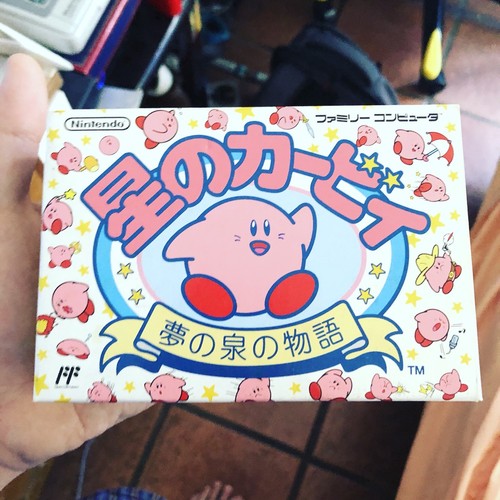 Nintendo
ファミリー コンピュータ
星のカービィ
夢の泉の物語
TM
FF